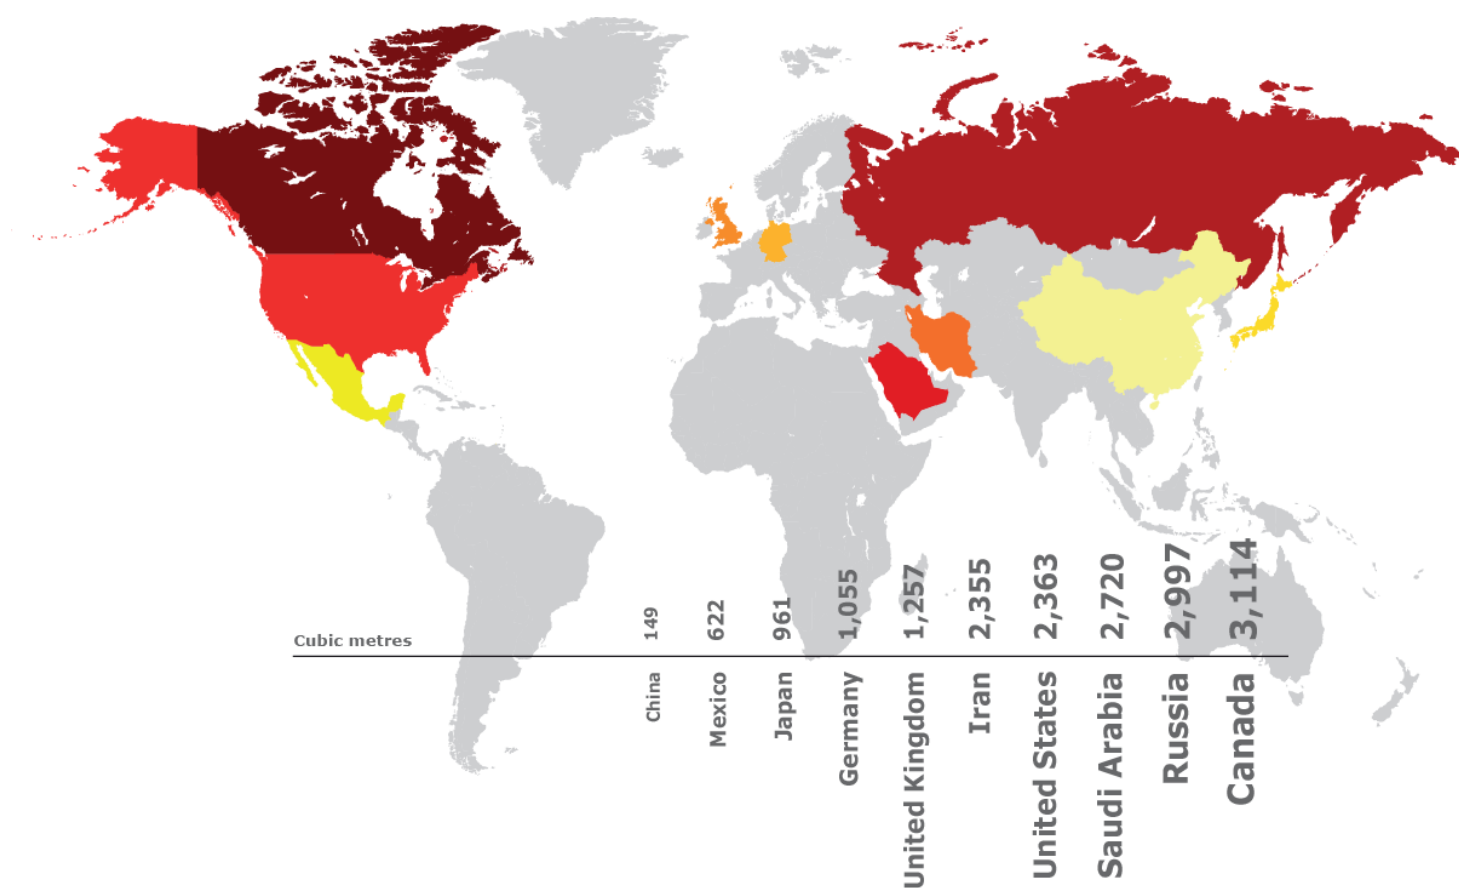 Cubic metres
149
622
961
1,055
1,257
2,355
2,363
2,720
2,997
3,114
China
Mexico
Japan
Germany
United Kingdom
Iran
United States
Saudi Arabia
Russia
Canada